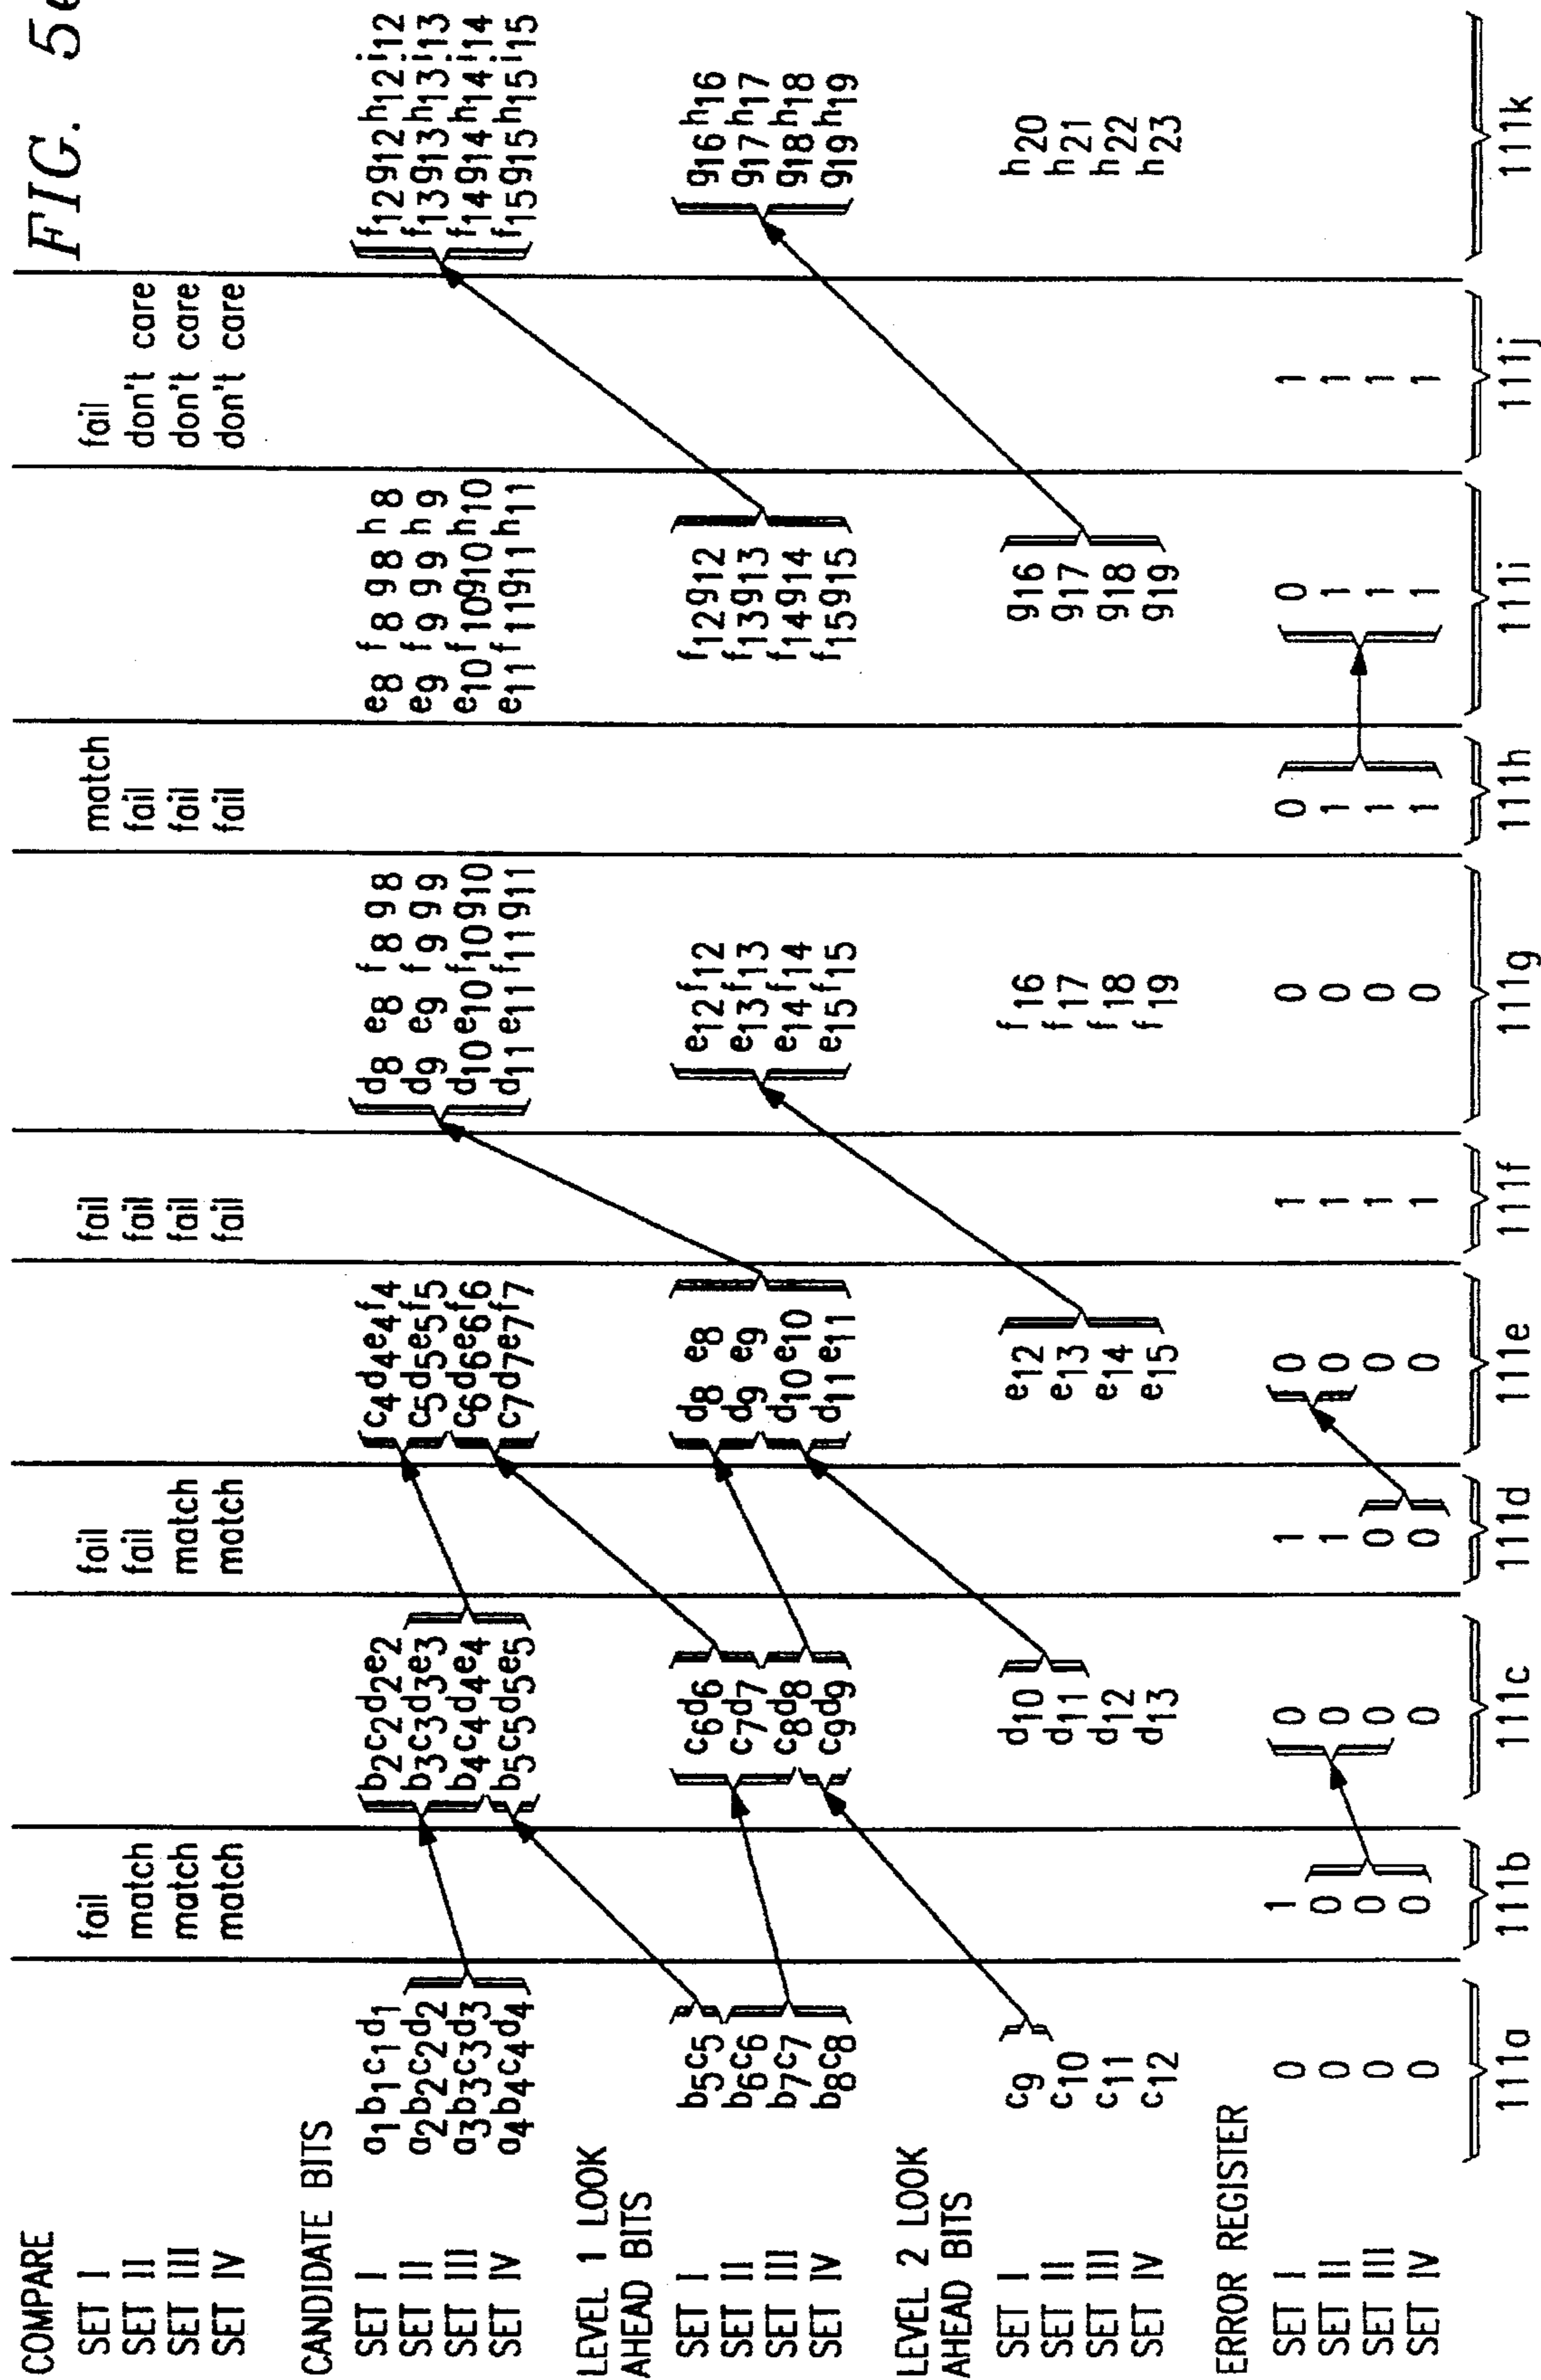 FIG. 5e
COMPARE
SET I fail fail fail match fail
SET II match fail fail fail don't care
SET III match match fail fail don't care
SET IV match match fail fail don't care
CANDIDATE BITS
SET I a₁b₁c₁d₁ b₂c₂d₂e₂ c₄d₄e₄f₄ d₈ e₈ f₈ g₈ e₈ f₈ g₈ h₈ f₁₂g₁₂h₁₂i₁₂
SET II a₂b₂c₂d₂ b₃c₃d₃e₃ c₅d₅e₅f₅ d₉ e₉ f₉ g₉ e₉ f₉ g₉ h₉ f₁₃g₁₃h₁₃i₁₃
SET III a₃b₃c₃d₃ b₄c₄d₄e₄ c₆d₆e₆f₆ d₁₀e₁₀f₁₀g₁₀ e₁₀f₁₀g₁₀h₁₀ f₁₄g₁₄h₁₄i₁₄
SET IV a₄b₄c₄d₄ b₅c₅d₅e₅ c₇d₇e₇f₇ d₁₁e₁₁f₁₁g₁₁ e₁₁f₁₁g₁₁h₁₁ f₁₅g₁₅h₁₅i₁₅
LEVEL 1 LOOK
AHEAD BITS
SET I b₅c₅ c₆d₆ d₈ e₈ e₁₂f₁₂ f₁₂g₁₂ g₁₆h₁₆
SET II b₆c₆ c₇d₇ d₉ e₉ e₁₃f₁₃ f₁₃g₁₃ g₁₇h₁₇
SET III b₇c₇ c₈d₈ d₁₀e₁₀ e₁₄f₁₄ f₁₄g₁₄ g₁₈h₁₈
SET IV b₈c₈ c₉d₉ d₁₁e₁₁ e₁₅f₁₅ f₁₅g₁₅ g₁₉h₁₉
LEVEL 2 LOOK
AHEAD BITS
SET I c₉ d₁₀ e₁₂ f₁₆ g₁₆ h₂₀
SET II c₁₀ d₁₁ e₁₃ f₁₇ g₁₇ h₂₁
SET III c₁₁ d₁₂ e₁₄ f₁₈ g₁₈ h₂₂
SET IV c₁₂ d₁₃ e₁₅ f₁₉ g₁₉ h₂₃
ERROR REGISTER
SET I 0 1 0 1 0 1 0 0 0 1
SET II 0 0 0 1 0 1 0 1 1 1
SET III 0 0 0 0 0 1 0 1 1 1
SET IV 0 0 0 0 0 1 0 1 1 1
111a 111b 111c 111d 111e 111f 111g 111h 111i 111j 111k